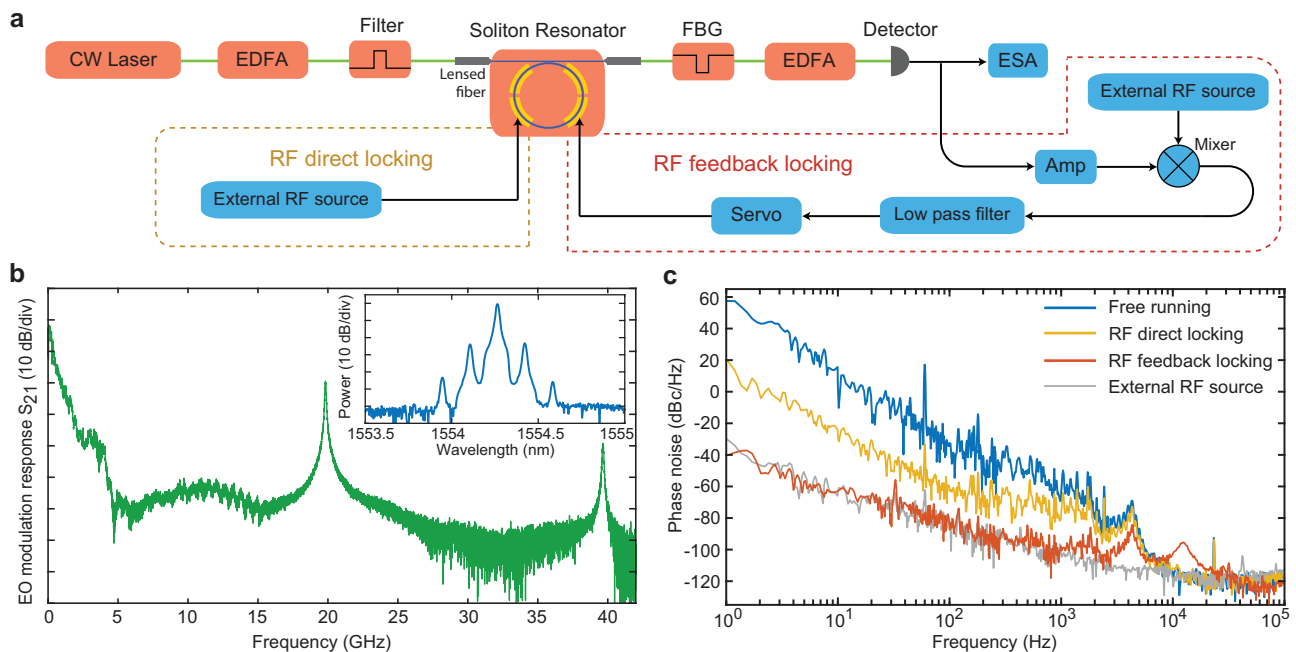 a
Filter
Soliton Resonator
FBG
Detector
CW Laser
EDFA
Lensed
fiber
EDFA
ESA
External RF source
RF direct locking
RF feedback locking
Mixer
Amp
External RF source
Servo
Low pass filter
b
EO modulation response S21 (10 dB/div)
Power (10 dB/div)
1553.5
1554
1554.5
1555
Wavelength (nm)
0
5
10
15
20
25
30
35
40
Frequency (GHz)
c
Phase noise (dBc/Hz)
60
40
20
0
-20
-40
-60
-80
-100
-120
Free running
RF direct locking
RF feedback locking
External RF source
10^0
10^1
10^2
10^3
10^4
10^5
Frequency (Hz)